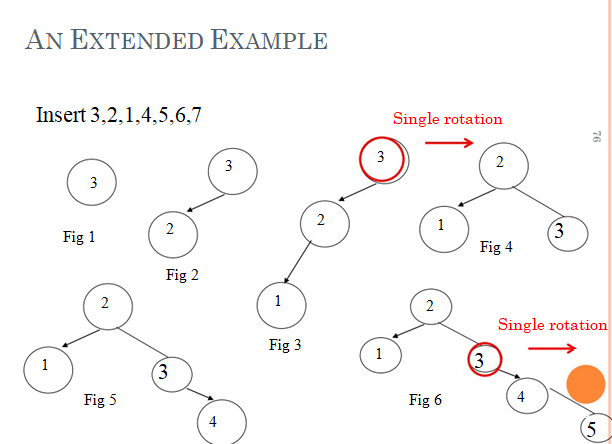 AN EXTENDED EXAMPLE
Insert 3,2,1,4,5,6,7
Single rotation
76
3
Fig 1
3
2
Fig 2
3
2
1
Fig 3
2
1
3
Fig 4
2
1
3
4
Fig 5
2
Single rotation
1
3
4
5
Fig 6